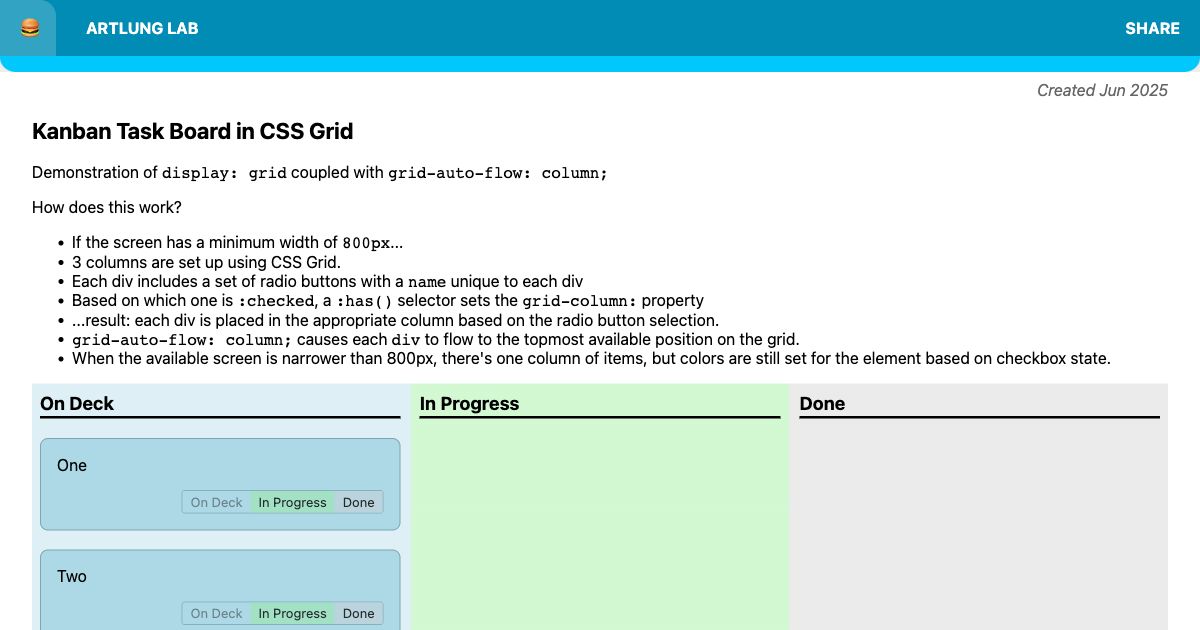 ARTLUNG LAB
SHARE
Created Jun 2025
Kanban Task Board in CSS Grid
Demonstration of display: grid coupled with grid-auto-flow: column;
How does this work?
• If the screen has a minimum width of 800px...
• 3 columns are set up using CSS Grid.
• Each div includes a set of radio buttons with a name unique to each div
• Based on which one is :checked, a :has() selector sets the grid-column: property
• ...result: each div is placed in the appropriate column based on the radio button selection.
• grid-auto-flow: column; causes each div to flow to the topmost available position on the grid.
• When the available screen is narrower than 800px, there's one column of items, but colors are still set for the element based on checkbox state.
On Deck
In Progress
Done
One
On Deck In Progress Done
Two
On Deck In Progress Done